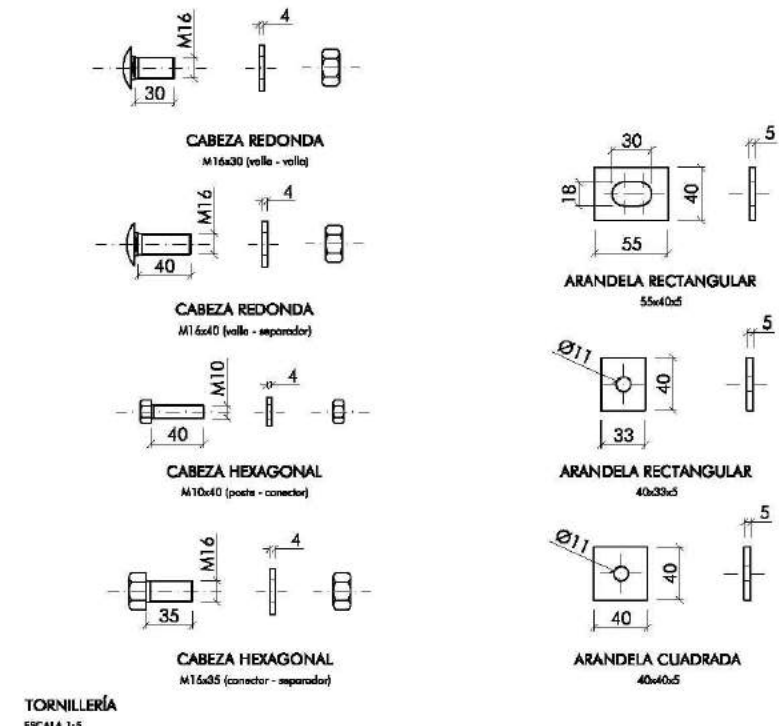 M16
4
30
CABEZA REDONDA
M16x30 (valla - valla)
M16
4
40
CABEZA REDONDA
M16x40 (valla - separador)
M10
4
40
CABEZA HEXAGONAL
M10x40 (poste - conector)
M16
4
35
CABEZA HEXAGONAL
M16x35 (conector - separador)
30
5
18
40
55
ARANDELA RECTANGULAR
55x40x5
5
Ø11
40
33
ARANDELA RECTANGULAR
40x33x5
5
Ø11
40
40
ARANDELA CUADRADA
40x40x5
TORNILLERÍA
ESCALA 1:5